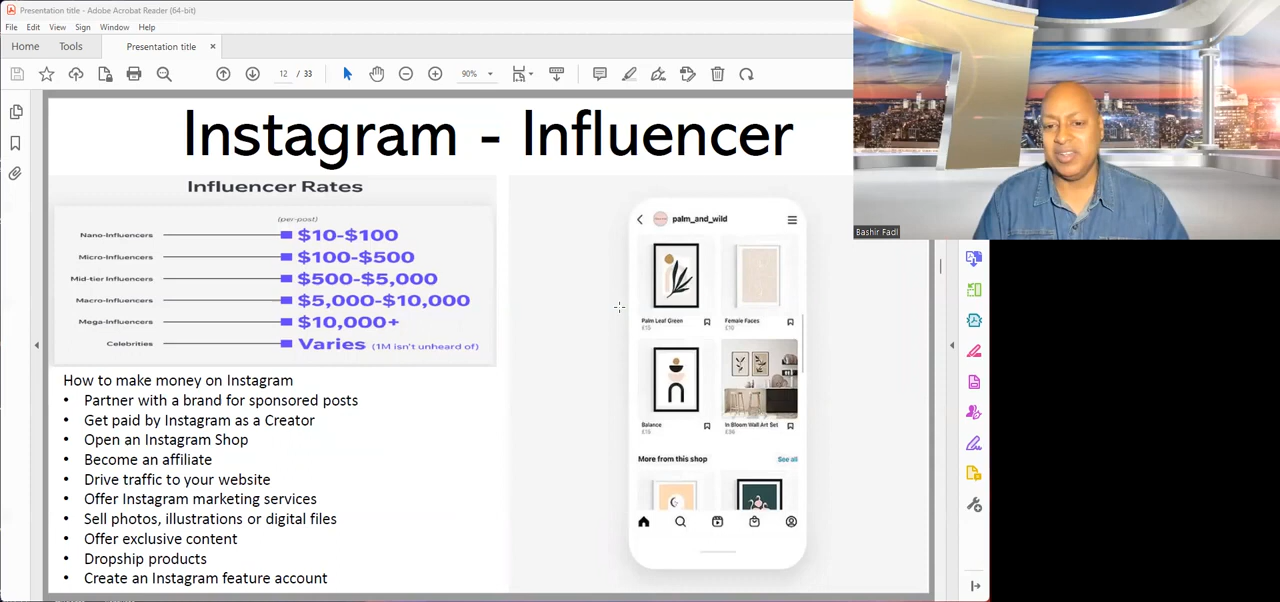 Presentation title - Adobe Acrobat Reader (64-bit)
File Edit View Sign Window Help
Home Tools Presentation title ×
12 / 33 90%
Instagram - Influencer
Influencer Rates
(per-post)
Nano-Influencers $10-$100
Micro-Influencers $100-$500
Mid-tier Influencers $500-$5,000
Macro-Influencers $5,000-$10,000
Mega-Influencers $10,000+
Celebrities Varies (1M isn't unheard of)
How to make money on Instagram
• Partner with a brand for sponsored posts
• Get paid by Instagram as a Creator
• Open an Instagram Shop
• Become an affiliate
• Drive traffic to your website
• Offer Instagram marketing services
• Sell photos, illustrations or digital files
• Offer exclusive content
• Dropship products
• Create an Instagram feature account
palm_and_wild
Palm Leaf Green
Female Faces
Balance
In Bloom Wall Art Set
More from this shop See all
Bashir Fadl